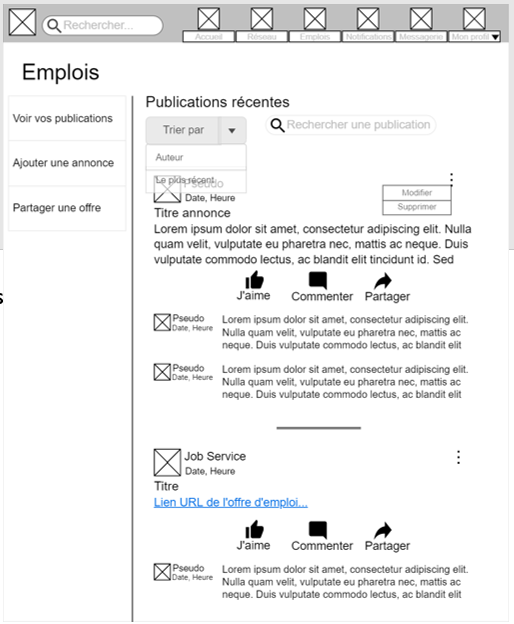 Rechercher...
Accueil
Réseau
Emplois
Notifications
Messagerie
Mon profil
Emplois
Voir vos publications
Ajouter une annonce
Partager une offre
Publications récentes
Trier par
Rechercher une publication
Auteur
Le plus récent
Pseudo
Date, Heure
Modifier
Supprimer
Titre annonce
Lorem ipsum dolor sit amet, consectetur adipiscing elit.
Nulla quam velit, vulputate eu pharetra nec, mattis ac neque. Duis
vulputate commodo lectus, ac blandit elit tincidunt id. Sed
J'aime
Commenter
Partager
Pseudo
Date, Heure
Lorem ipsum dolor sit amet, consectetur adipiscing elit.
Nulla quam velit, vulputate eu pharetra nec, mattis ac
neque. Duis vulputate commodo lectus, ac blandit elit
Pseudo
Date, Heure
Lorem ipsum dolor sit amet, consectetur adipiscing elit.
Nulla quam velit, vulputate eu pharetra nec, mattis ac
neque. Duis vulputate commodo lectus, ac blandit elit
Job Service
Date, Heure
Titre
Lien URL de l'offre d'emploi...
J'aime
Commenter
Partager
Pseudo
Date, Heure
Lorem ipsum dolor sit amet, consectetur adipiscing elit.
Nulla quam velit, vulputate eu pharetra nec, mattis ac
neque. Duis vulputate commodo lectus, ac blandit elit